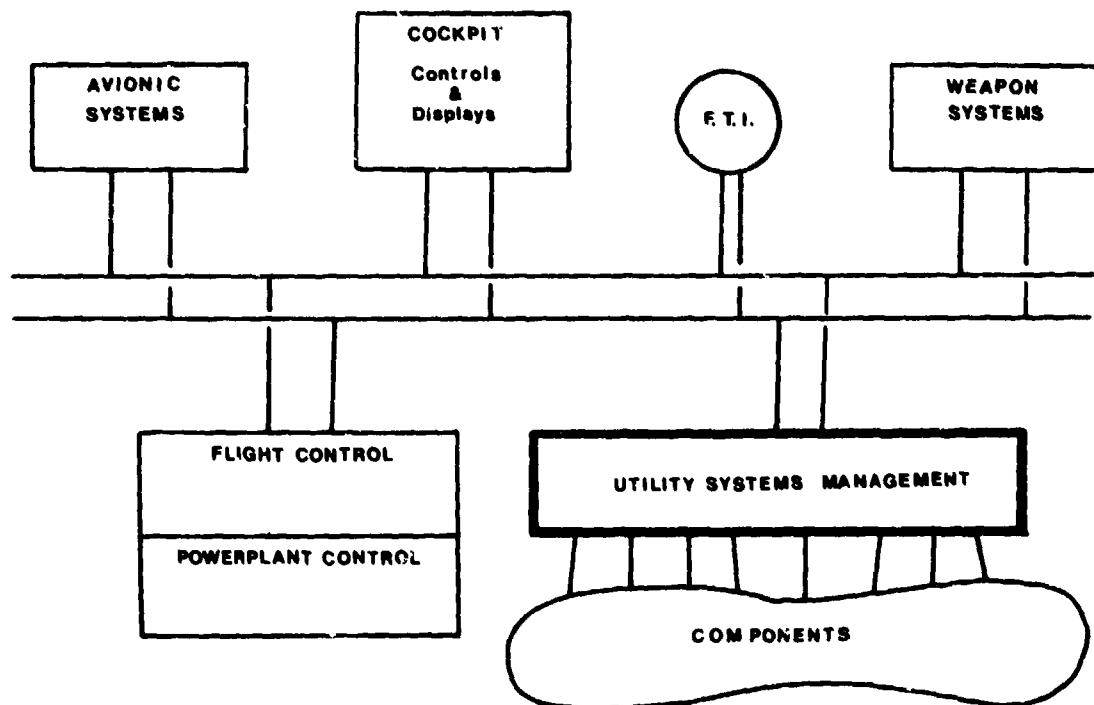 AVIONIC
SYSTEMS
COCKPIT
Controls
&
Displays
F.T.I.
WEAPON
SYSTEMS
FLIGHT CONTROL
POWERPLANT CONTROL
UTILITY SYSTEMS MANAGEMENT
COMPONENTS